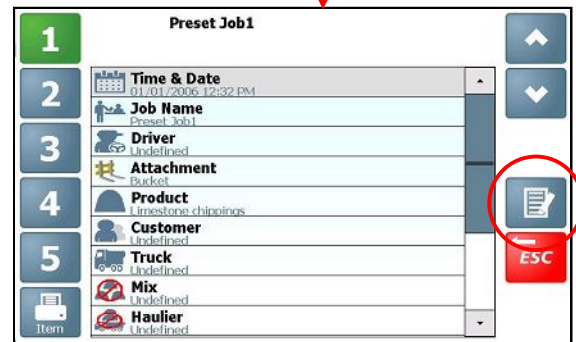 Preset Job1
1
2
3
4
5
Item
Time & Date
01/01/2006 12:32 PM
Job Name
Preset Job1
Driver
Undefined
Attachment
Bucket
Product
Limestone chippings
Customer
Undefined
Truck
Undefined
Mix
Undefined
Haulier
Undefined
ESC